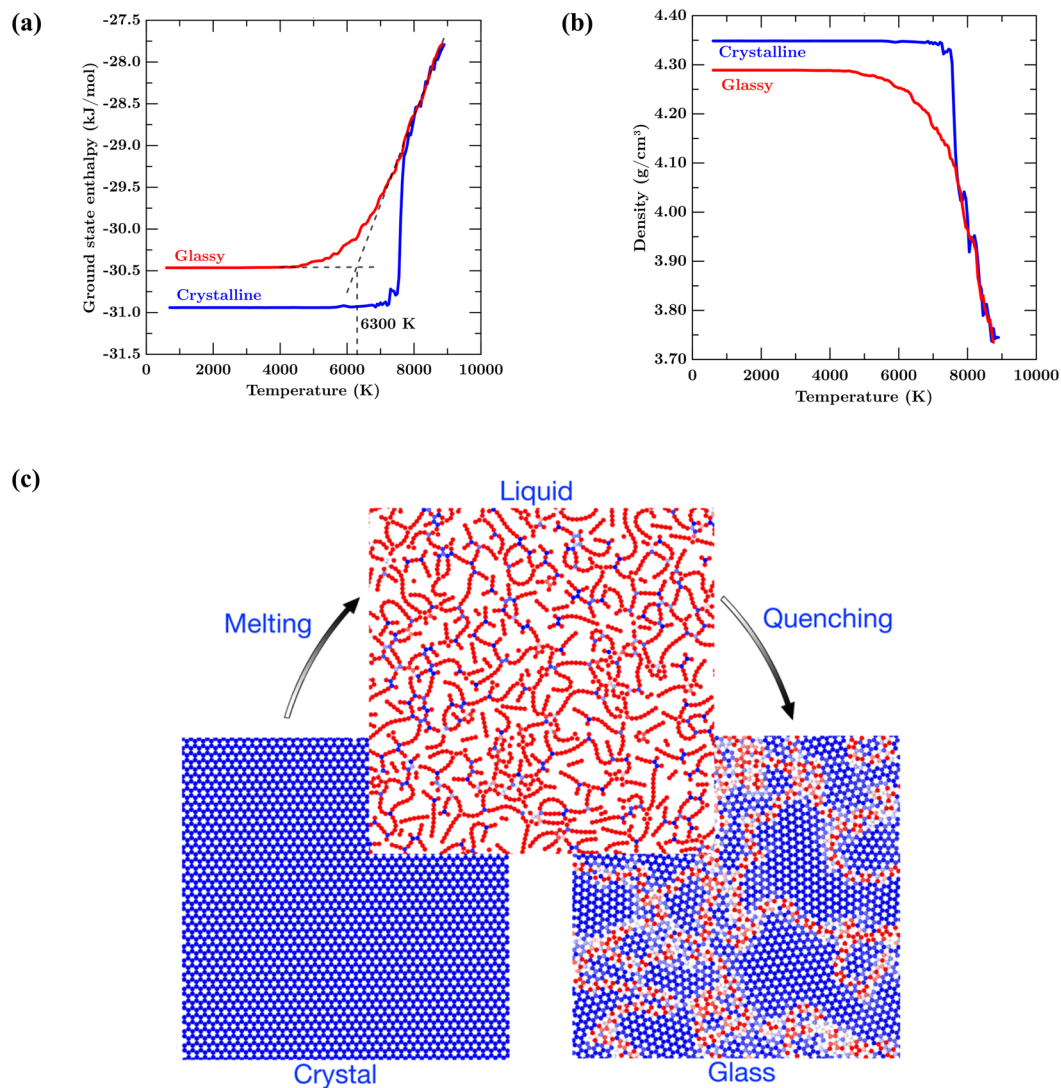 (a)
-27.5
-28.0
-28.5
-29.0
-29.5
-30.0
-30.5
-31.0
-31.5
Ground state enthalpy (kJ/mol)
Glassy
Crystalline
6300 K
0 2000 4000 6000 8000 10000
Temperature (K)
(b)
4.40
4.30
4.20
4.10
4.00
3.90
3.80
3.70
Density (g/cm³)
Crystalline
Glassy
0 2000 4000 6000 8000 10000
Temperature (K)
(c)
Liquid
Melting
Quenching
Crystal
Glass